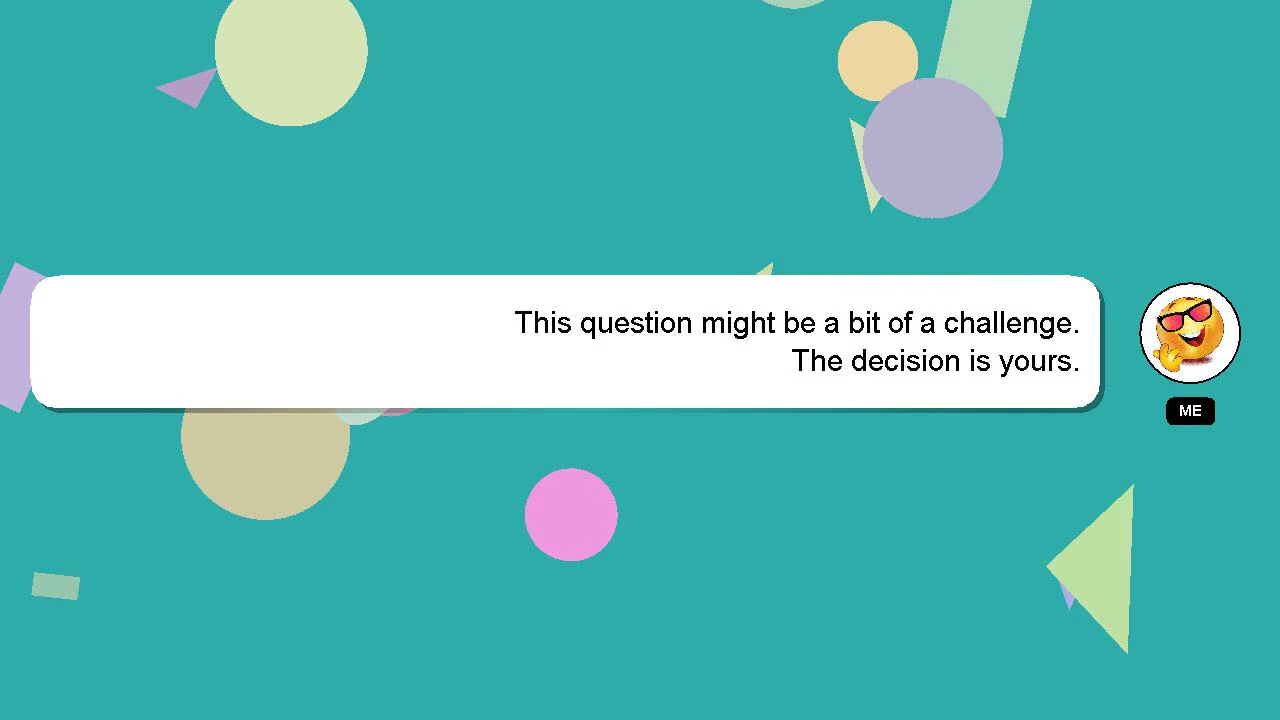 This question might be a bit of a challenge.
The decision is yours.
ME